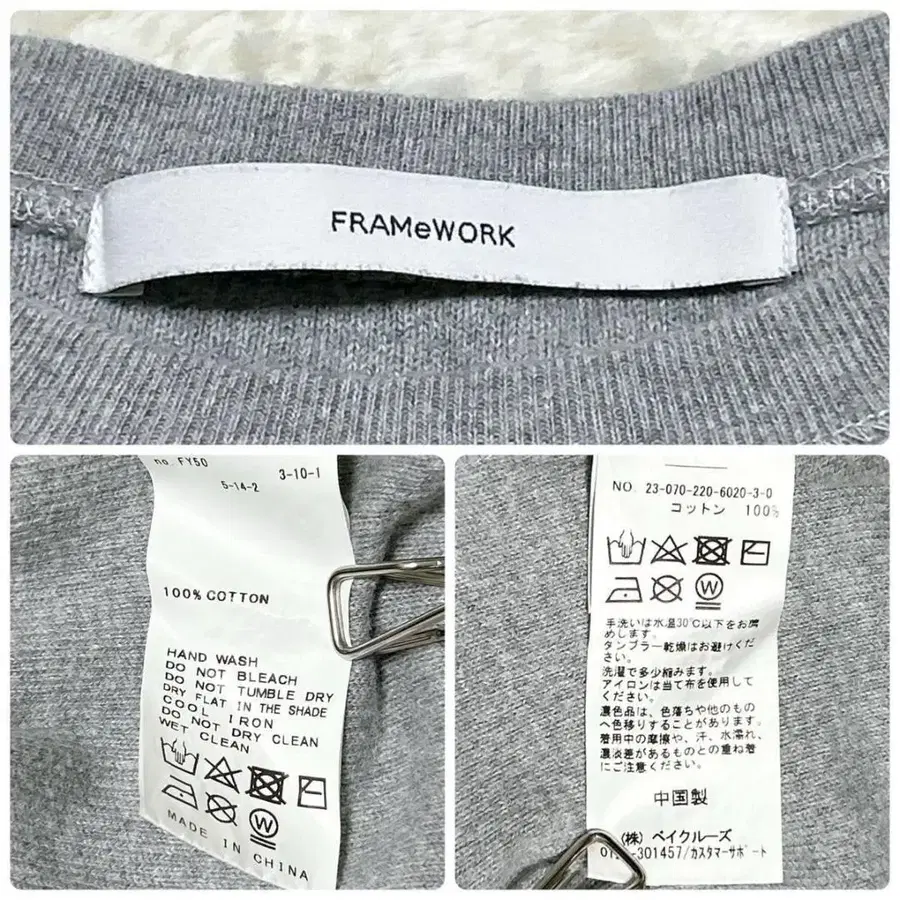 FRAMeWORK
no. FY50
3-10-1
5-14-2
100% COTTON
HAND WASH
DO NOT BLEACH
DO NOT TUMBLE DRY
DRY FLAT IN THE SHADE
COOL IRON
DO NOT DRY CLEAN
WET CLEAN
W
MADE IN CHINA
NO. 23-070-220-6020-3-0
コットン 100%
W
手洗いは水温30℃以下をお薦
めします。
タンブラー乾燥はお避けくだ
さい。
洗濯で多少縮みます。
アイロンは当て布を使用して
ください。
濃色品は、色落ちや他のもの
へ色移りすることがあります。
着用中の摩擦や、汗、水濡れ、
濃淡差があるものとの重ね着
にご注意ください。
中国製
(株) ベイクルーズ
301457/カスタマーサポート